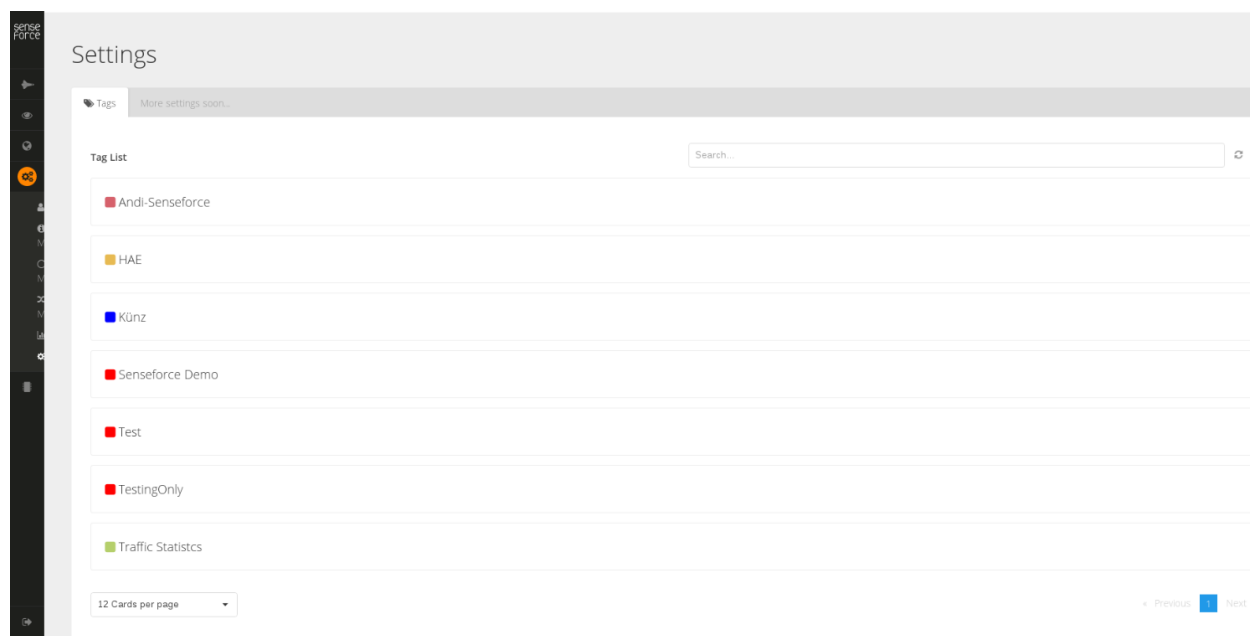 sense
Force
Settings
Tags
More settings soon...
Tag List
Search...
Andi-Senseforce
HAE
M
Künz
M
Senseforce Demo
Test
TestingOnly
Traffic Statistcs
12 Cards per page
« Previous 1 Next